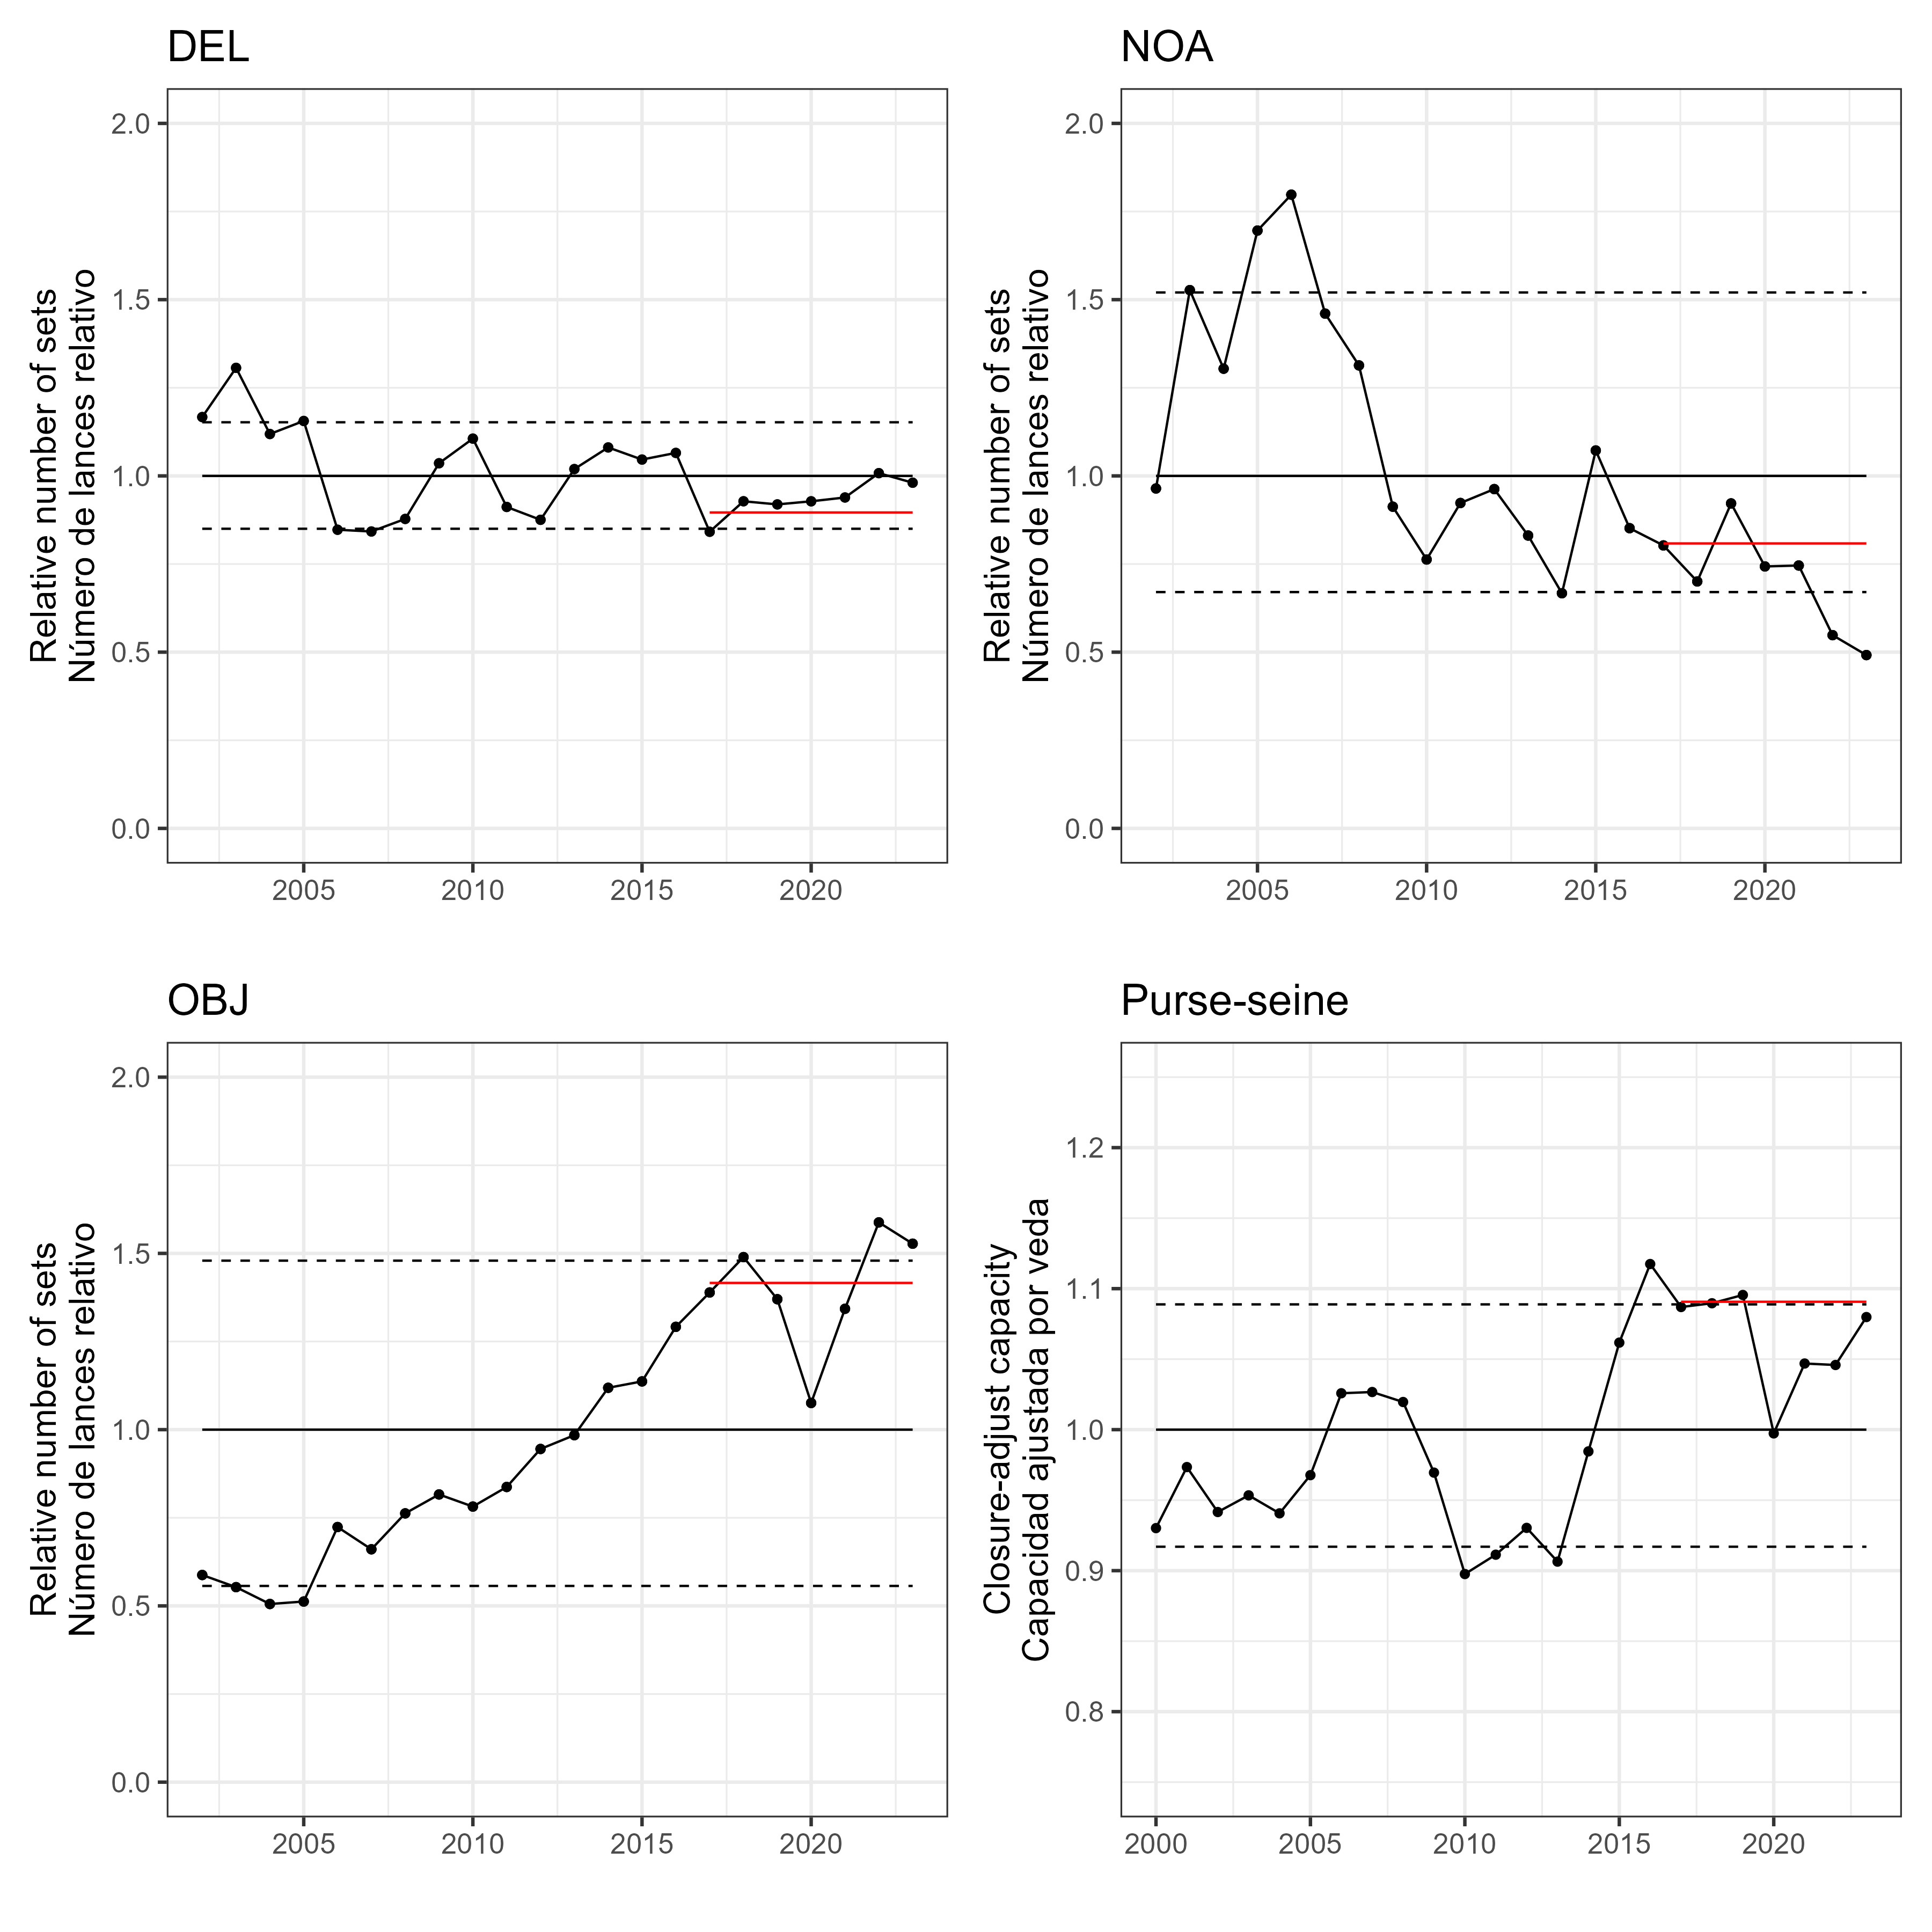 DEL
Relative number of sets
Número de lances relativo
2.0
1.5
1.0
0.5
0.0
2005 2010 2015 2020
NOA
Relative number of sets
Número de lances relativo
2.0
1.5
1.0
0.5
0.0
2005 2010 2015 2020
OBJ
Relative number of sets
Número de lances relativo
2.0
1.5
1.0
0.5
0.0
2005 2010 2015 2020
Purse-seine
Closure-adjust capacity
Capacidad ajustada por veda
1.2
1.1
1.0
0.9
0.8
2000 2005 2010 2015 2020